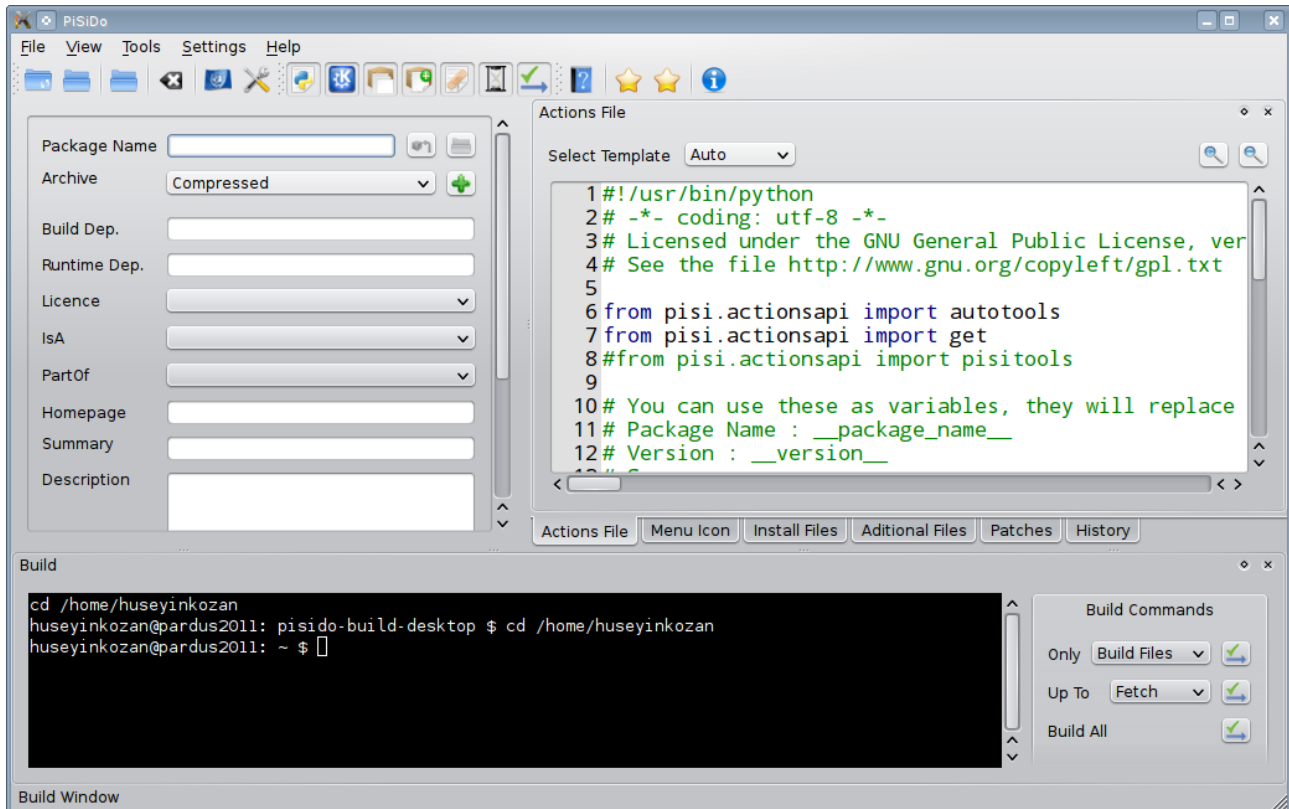 PiSiDo
File View Tools Settings Help
Package Name
Archive Compressed
Build Dep.
Runtime Dep.
Licence
IsA
PartOf
Homepage
Summary
Description
Actions File
Select Template Auto
1 #!/usr/bin/python
2 # -*- coding: utf-8 -*-
3 # Licensed under the GNU General Public License, ver
4 # See the file http://www.gnu.org/copyleft/gpl.txt
5
6 from pisi.actionsapi import autotools
7 from pisi.actionsapi import get
8 #from pisi.actionsapi import pisitools
9
10 # You can use these as variables, they will replace
11 # Package Name : __package_name__
12 # Version : __version__
Actions File Menu Icon Install Files Aditional Files Patches History
Build
cd /home/huseyinkozan
huseyinkozan@pardus2011: pisido-build-desktop $ cd /home/huseyinkozan
huseyinkozan@pardus2011: ~ $
Build Commands
Only Build Files
Up To Fetch
Build All
Build Window